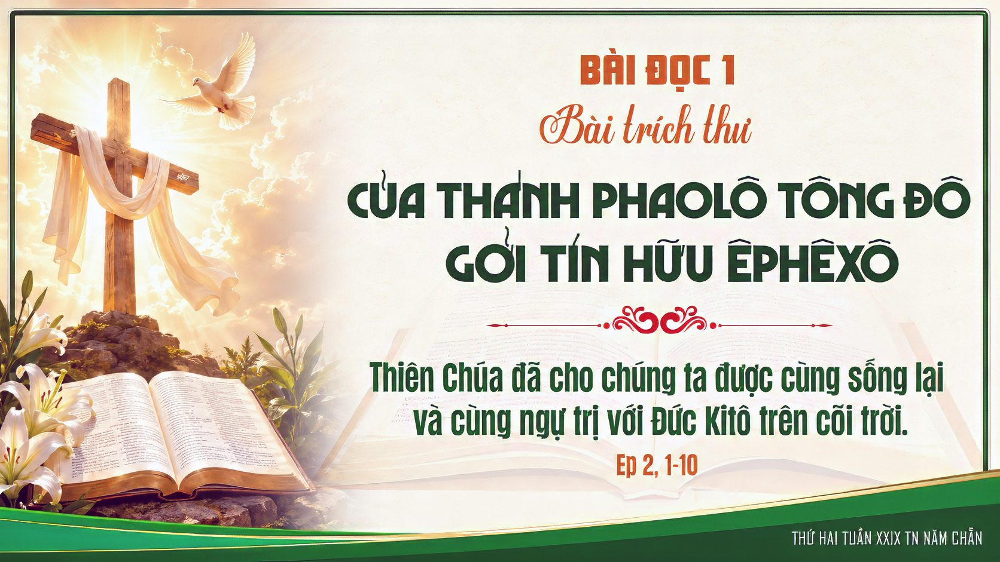 BÀI ĐỌC 1
Bài trích thư
CỦA THÁNH PHAOLÔ TÔNG ĐỒ
GỞI TÍN HỮU ÊPHÊXÔ
Thiên Chúa đã cho chúng ta được cùng sống lại
và cùng ngự trị với Đức Kitô trên cõi trời.
Ep 2, 1-10
THỨ HAI TUẦN XXIX TN NĂM CHẴN